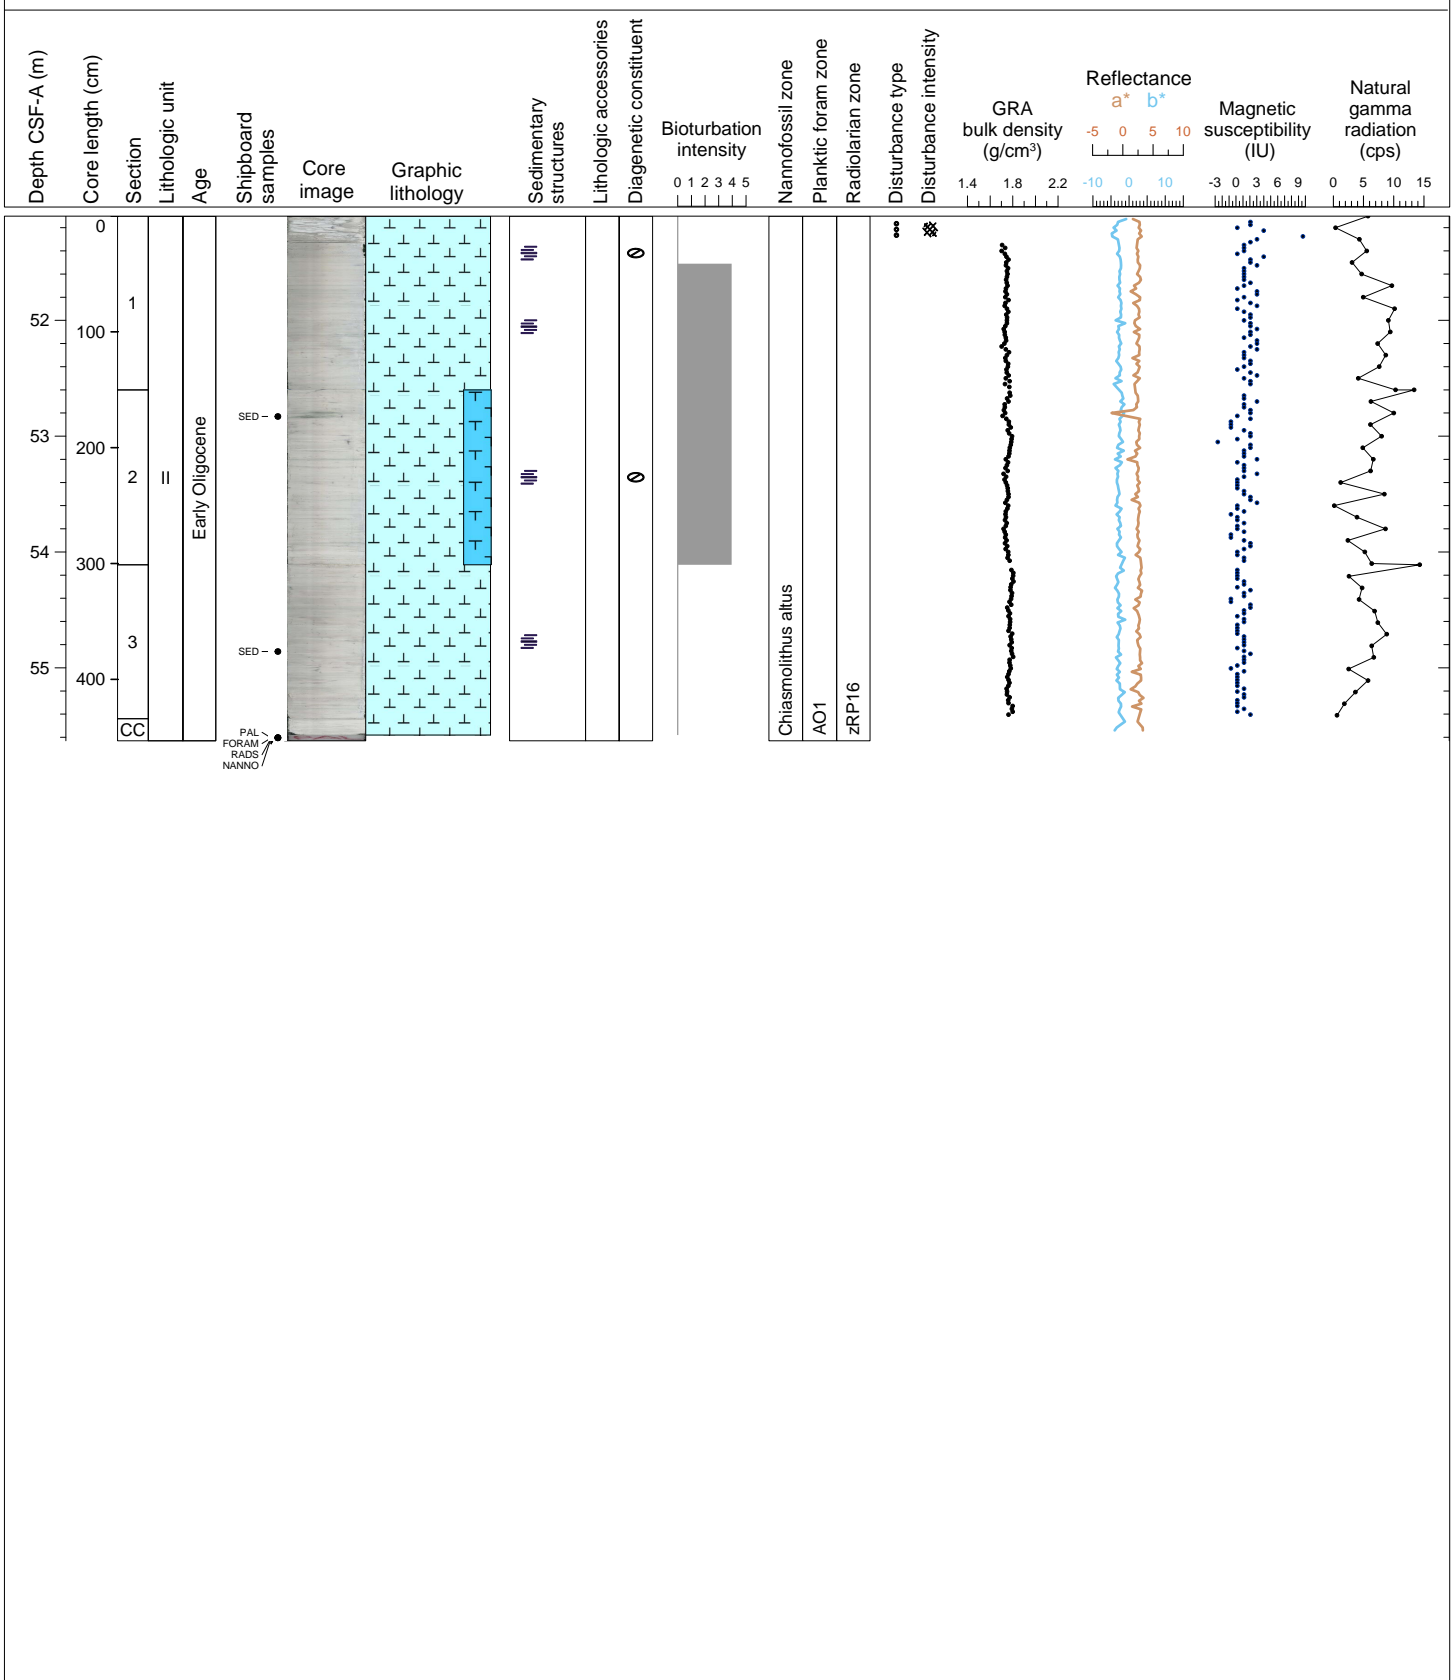 Depth CSF-A (m)
Core length (cm)
Section
Lithologic unit
Age
Shipboard
samples
Core
image
Graphic
lithology
Sedimentary
structures
Lithologic accessories
Diagenetic constituent
Bioturbation
intensity
0 1 2 3 4 5
Nannofossil zone
Planktic foram zone
Radiolarian zone
Disturbance type
Disturbance intensity
GRA
bulk density
(g/cm³)
1.4 1.8 2.2
Reflectance
a* b*
-5 0 5 10
-10 0 10
Magnetic
susceptibility
(IU)
-3 0 3 6 9
Natural
gamma
radiation
(cps)
0 5 10 15
52
53
54
55
0
100
200
300
400
1
2
3
CC
II
Early Oligocene
SED
SED
PAL
FORAM
RADS
NANNO
Chiasmolithus altus
AO1
zRP16